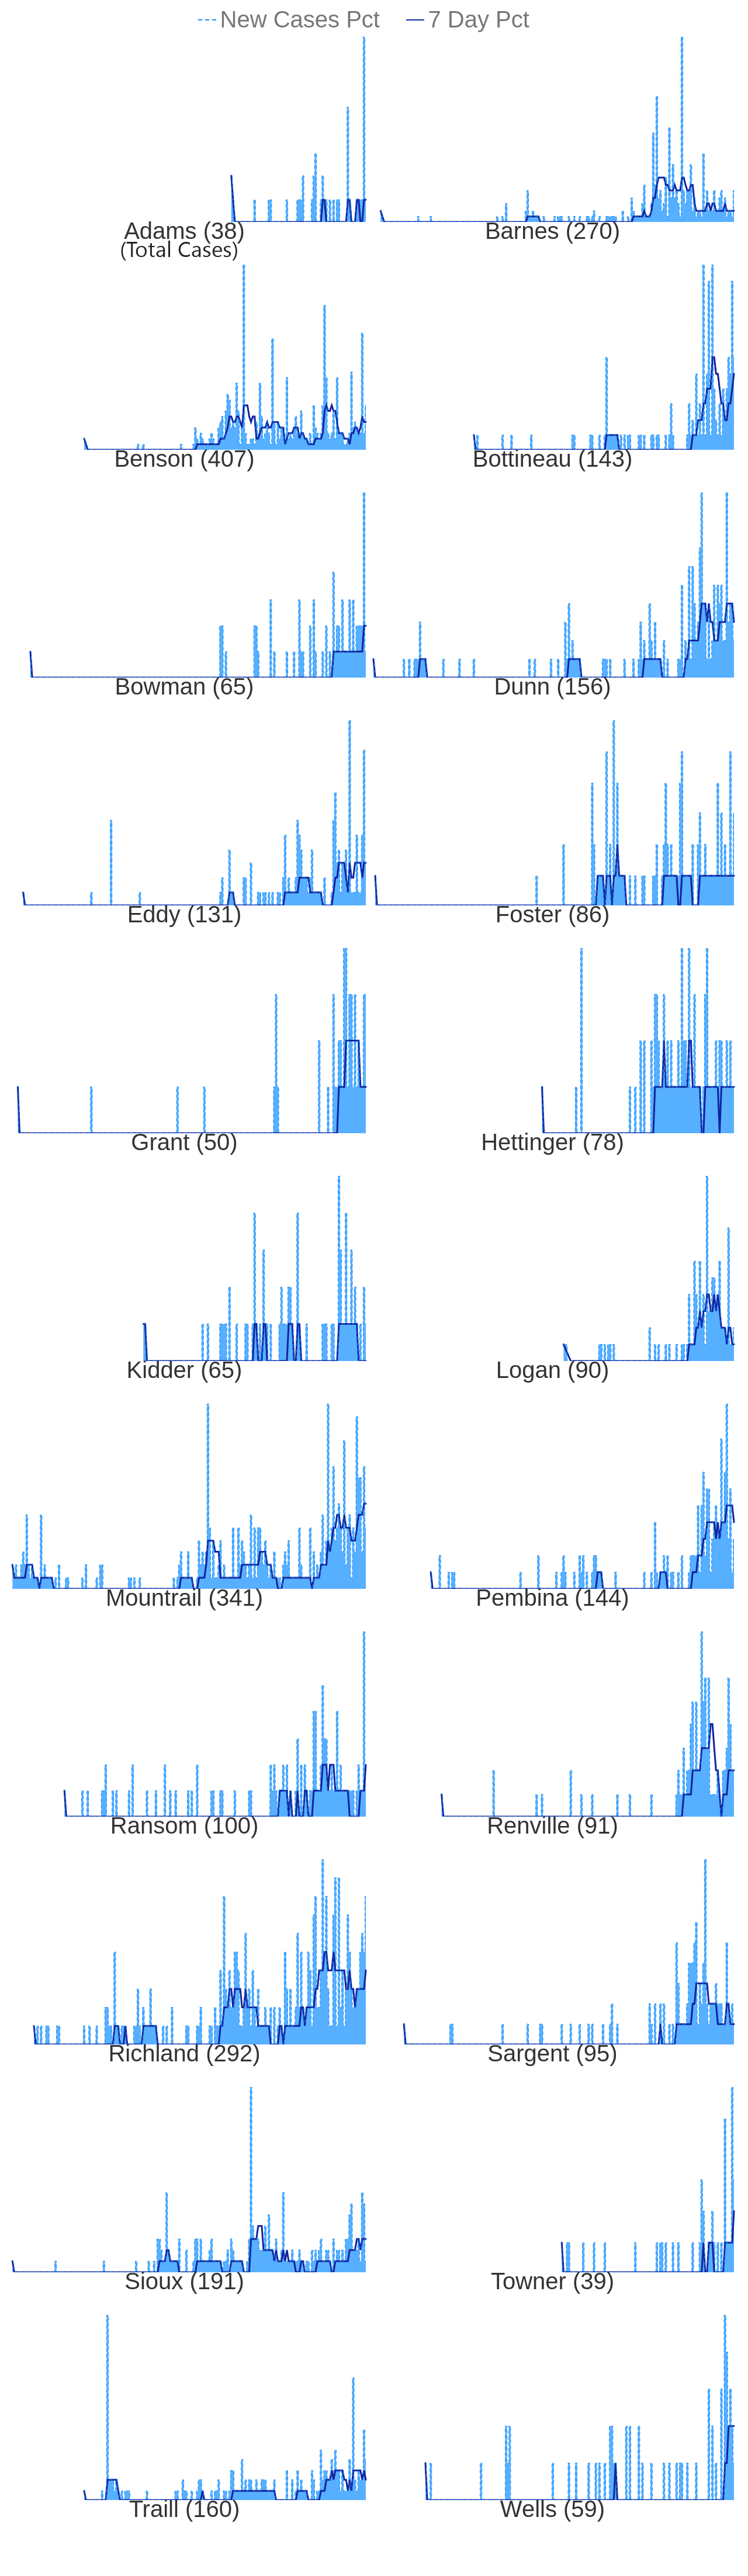 New Cases Pct 7 Day Pct
Adams (38) Barnes (270)
(Total Cases)
Benson (407) Bottineau (143)
Bowman (65) Dunn (156)
Eddy (131) Foster (86)
Grant (50) Hettinger (78)
Kidder (65) Logan (90)
Mountrail (341) Pembina (144)
Ransom (100) Renville (91)
Richland (292) Sargent (95)
Sioux (191) Towner (39)
Traill (160) Wells (59)